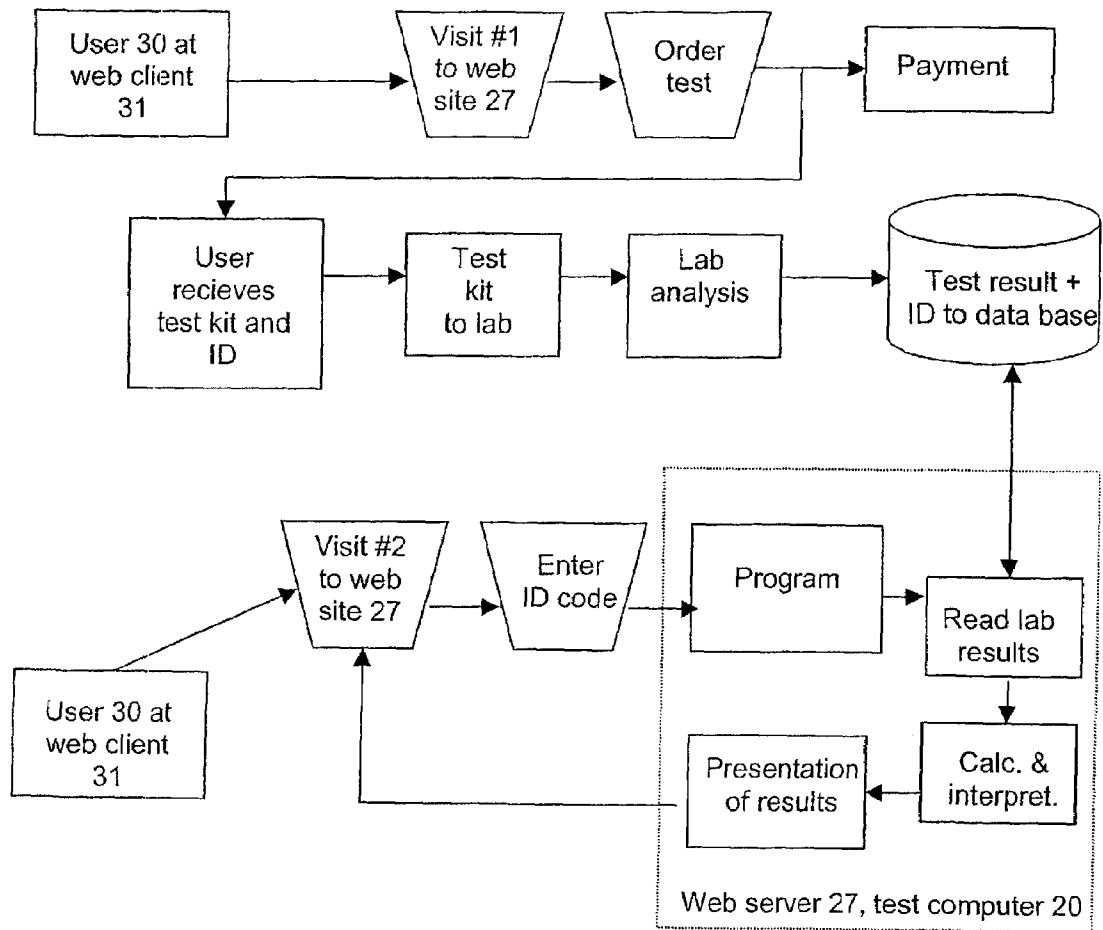 User 30 at
web client
31
Visit #1
to web
site 27
Order
test
Payment
User
recieves
test kit and
ID
Test
kit
to lab
Lab
analysis
Test result +
ID to data base
Visit #2
to web
site 27
Enter
ID code
Program
Read lab
results
User 30 at
web client
31
Presentation
of results
Calc. &
interpret.
Web server 27, test computer 20